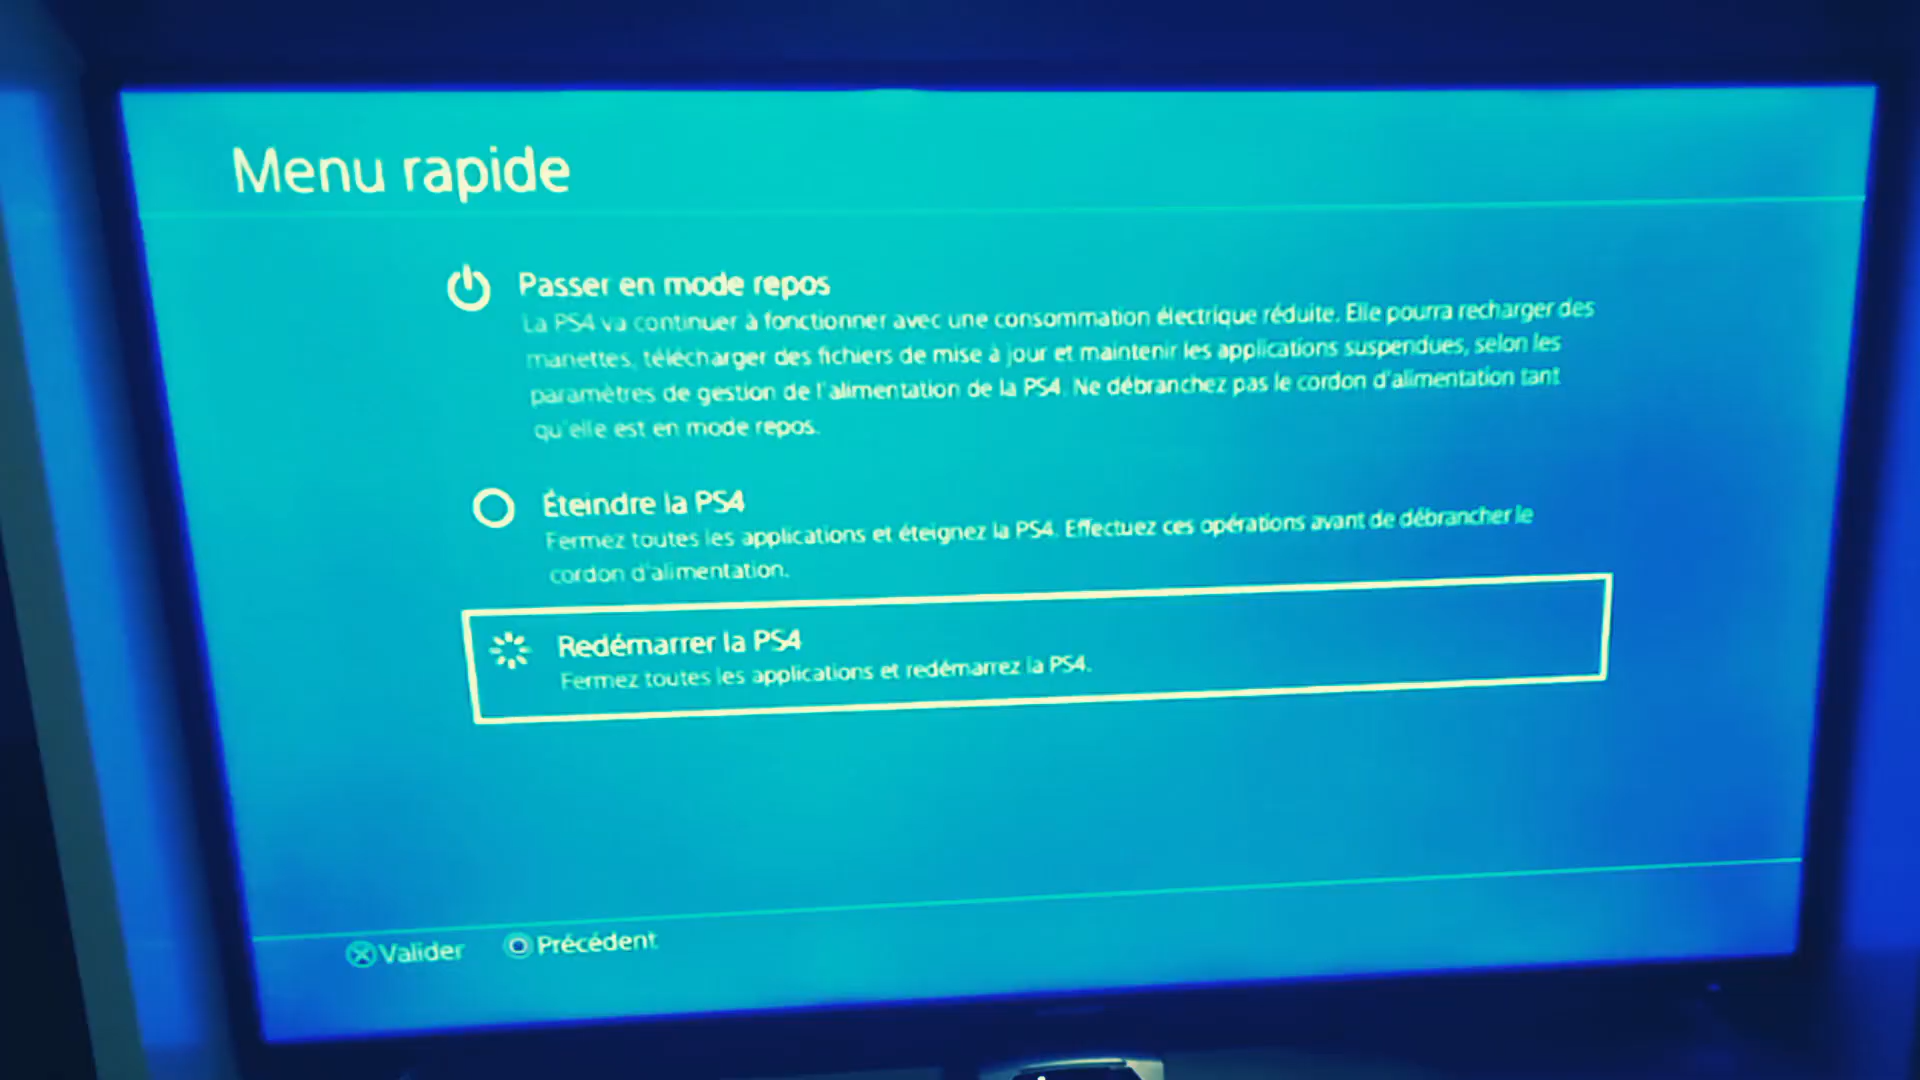 Menu rapide
Passer en mode repos
La PS4 va continuer à fonctionner avec une consommation électrique réduite. Elle pourra recharger des
manettes, télécharger des fichiers de mise à jour et maintenir les applications suspendues, selon les
paramètres de gestion de l'alimentation de la PS4. Ne débranchez pas le cordon d'alimentation tant
qu'elle est en mode repos.
Éteindre la PS4
Fermez toutes les applications et éteignez la PS4. Effectuez ces opérations avant de débrancher le
cordon d'alimentation.
Redémarrer la PS4
Fermez toutes les applications et redémarrez la PS4.
Valider Précédent